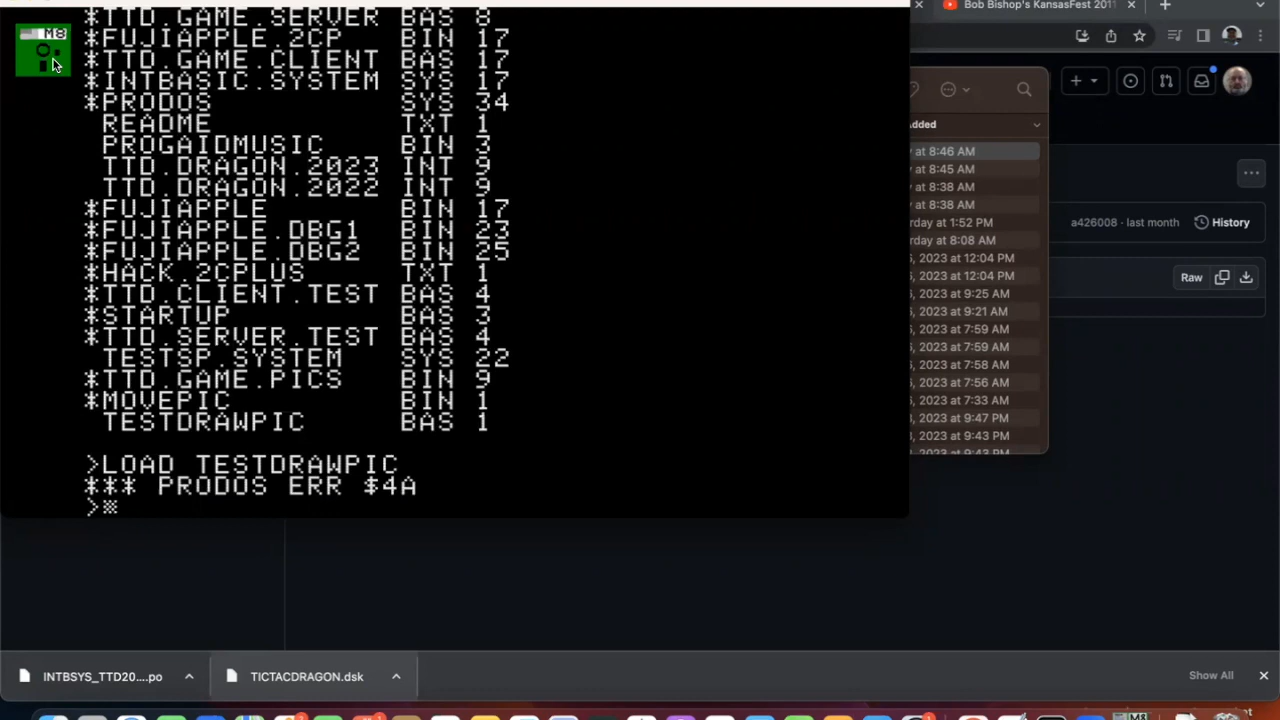 *TTD.GAME.SERVER BAS 8
Bob Bishop's KansasFest 2011
M8
*FUJIAPPLE.2CP BIN 17
*TTD.GAME.CLIENT BAS 17
*INTBASIC.SYSTEM SYS 17
*PRODOS SYS 34
README TXT 1
PROGAIDMUSIC BIN 3
TTD.DRAGON.2023 INT 9
TTD.DRAGON.2022 INT 9
*FUJIAPPLE BIN 17
*FUJIAPPLE.DBG1 BIN 23
*FUJIAPPLE.DBG2 BIN 25
*HACK.2CPLUS TXT 1
*TTD.CLIENT.TEST BAS 4
*STARTUP BAS 3
*TTD.SERVER.TEST BAS 4
TESTSP.SYSTEM SYS 22
*TTD.GAME.PICS BIN 9
*MOVEPIC BIN 1
TESTDRAWPIC BAS 1
>LOAD TESTDRAWPIC
*** PRODOS ERR $4A
>
Added
at 8:46 AM
at 8:45 AM
at 8:38 AM
at 8:38 AM
rday at 1:52 PM
rday at 8:08 AM
, 2023 at 12:04 PM
, 2023 at 12:04 PM
, 2023 at 9:25 AM
, 2023 at 9:21 AM
, 2023 at 7:59 AM
, 2023 at 7:59 AM
, 2023 at 7:58 AM
, 2023 at 7:56 AM
, 2023 at 7:33 AM
, 2023 at 9:47 PM
, 2023 at 9:43 PM
, 2023 at 9:43 PM
a426008 · last month History
Raw
INTBSYS_TTD20....po
TICTACDRAGON.dsk
Show All